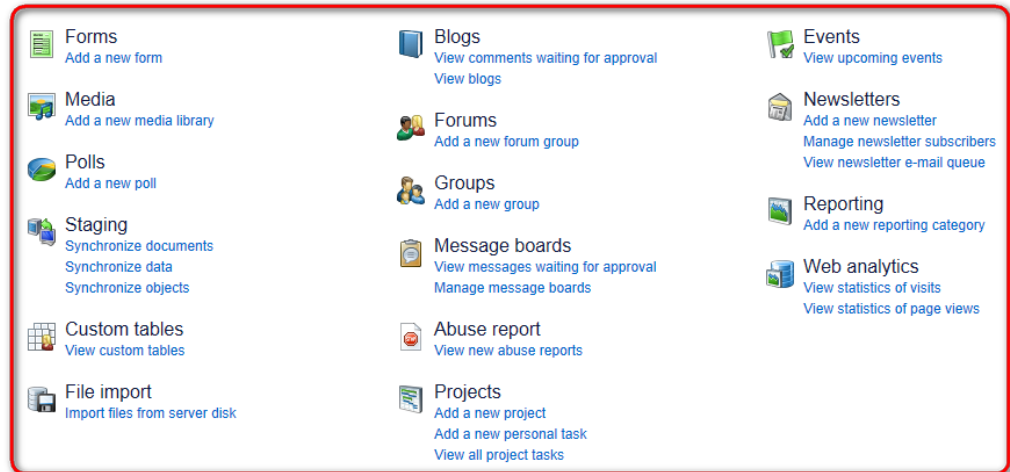 Forms
Add a new form
Media
Add a new media library
Polls
Add a new poll
Staging
Synchronize documents
Synchronize data
Synchronize objects
Custom tables
View custom tables
File import
Import files from server disk
Blogs
View comments waiting for approval
View blogs
Forums
Add a new forum group
Groups
Add a new group
Message boards
View messages waiting for approval
Manage message boards
Abuse report
View new abuse reports
Projects
Add a new project
Add a new personal task
View all project tasks
Events
View upcoming events
Newsletters
Add a new newsletter
Manage newsletter subscribers
View newsletter e-mail queue
Reporting
Add a new reporting category
Web analytics
View statistics of visits
View statistics of page views